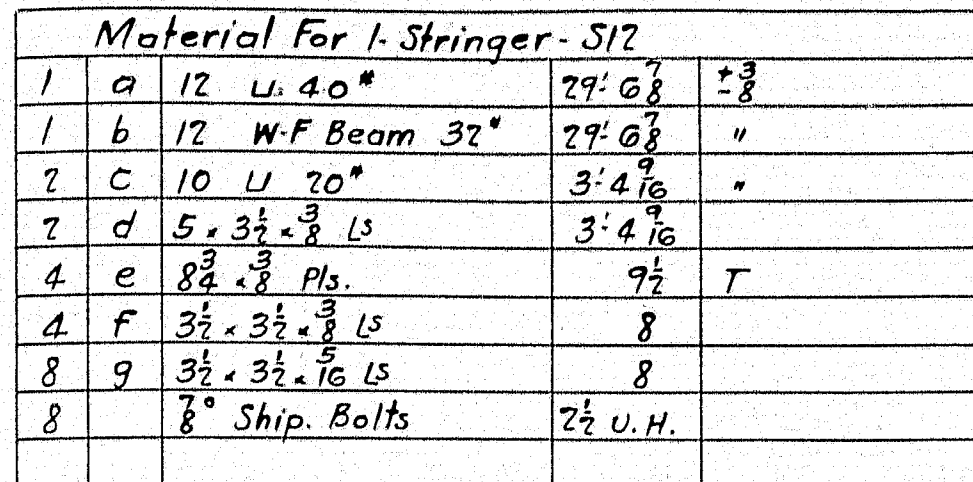 Material For 1- Stringer - S12
1 a 12 ⊔ 40# 29'-6 7/8 ± 3/8
1 b 12 W-F Beam 32# 29'-6 7/8 "
2 c 10 ⊔ 20# 3'-4 9/16 "
2 d 5 x 3 1/2 x 3/8 Ls 3'-4 9/16
4 e 8 3/4 x 3/8 Pls. 9 1/2 T
4 f 3 1/2 x 3 1/2 x 3/8 Ls 8
8 g 3 1/2 x 3 1/2 x 5/16 Ls 8
8 7/8° Ship. Bolts 2 1/2 U.H.